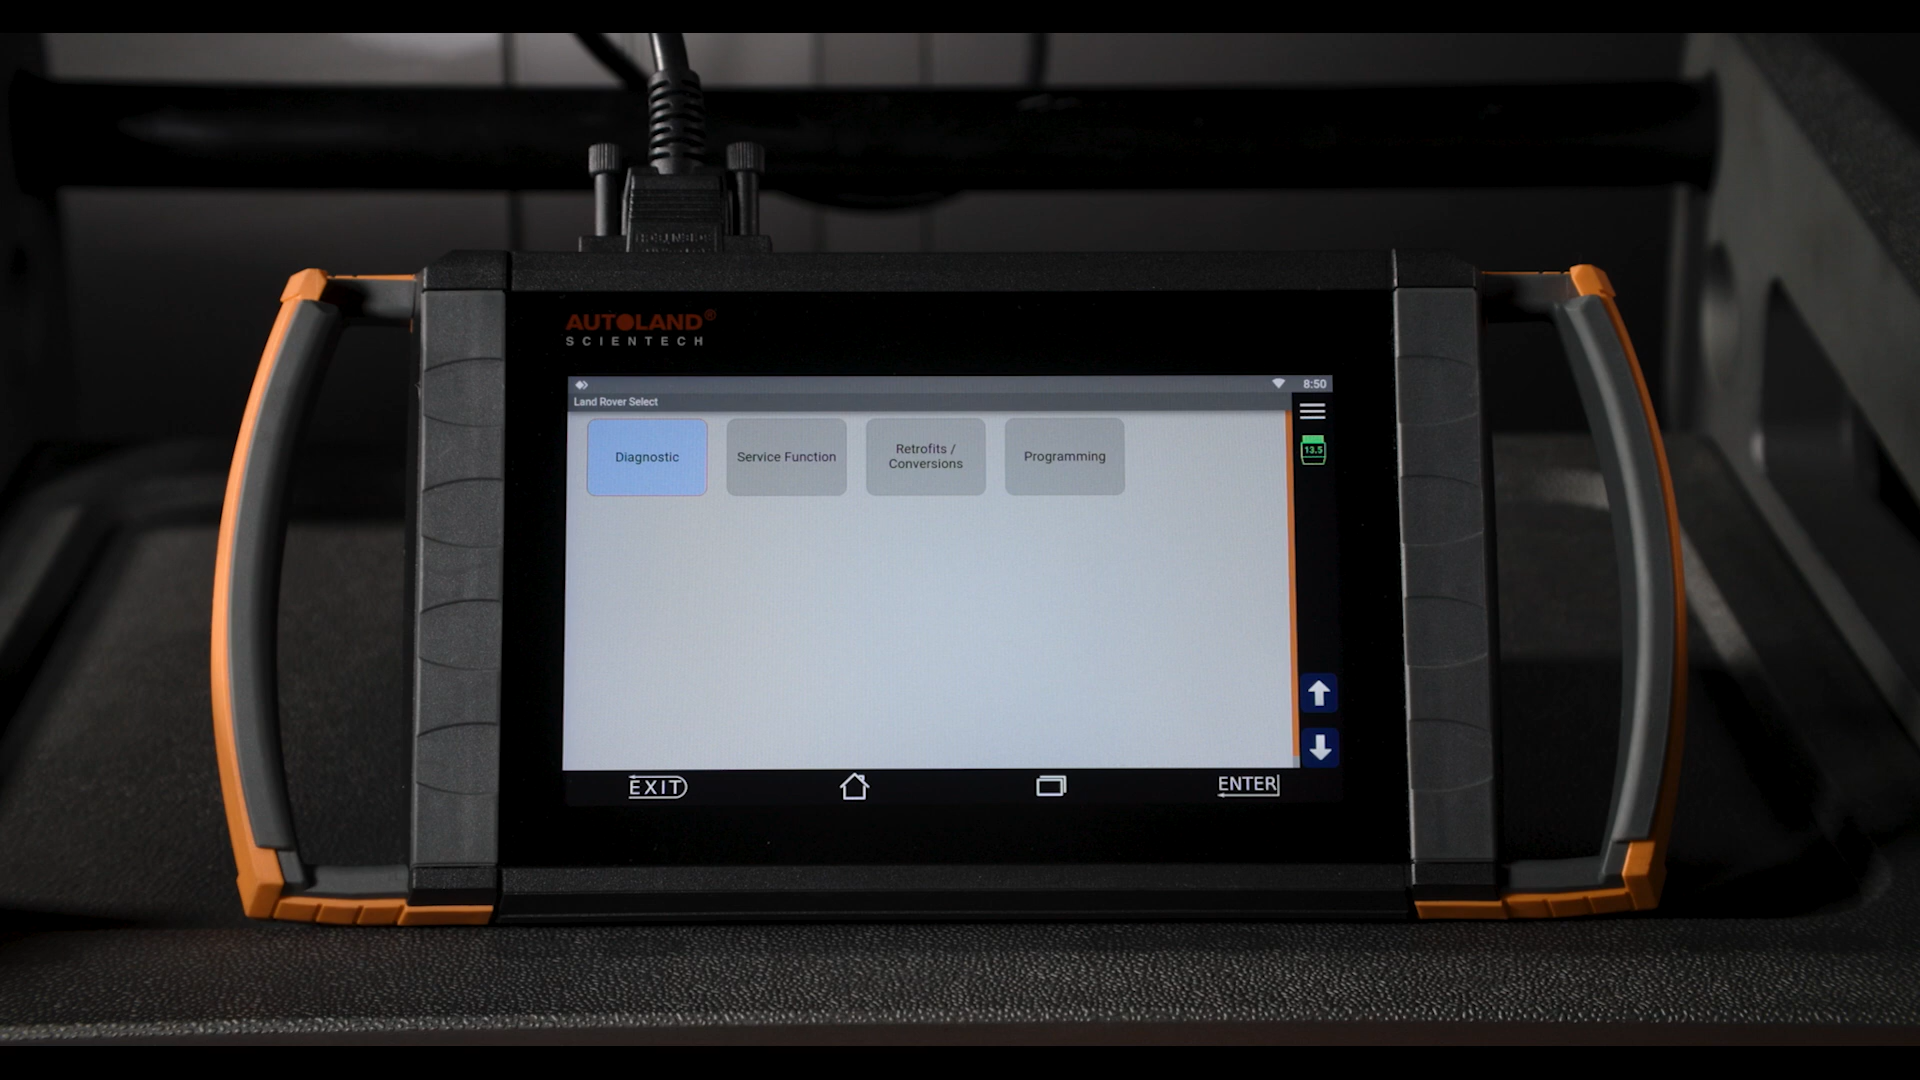 AUTOLAND®
SCIENTECH
8:50
Land Rover Select
13.5
Diagnostic
Service Function
Retrofits /
Conversions
Programming
EXIT
ENTER